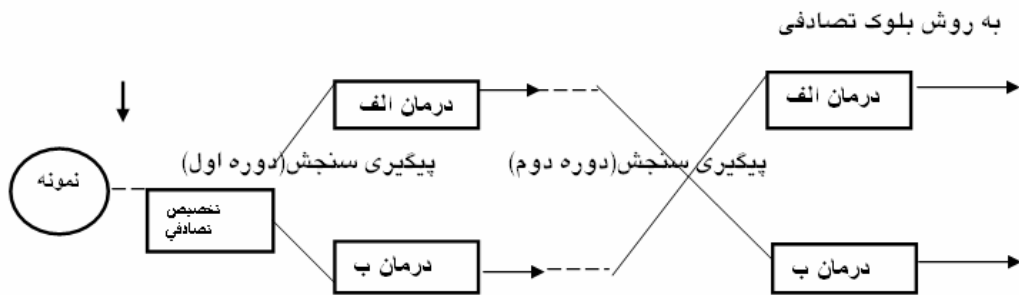 به روش بلوک تصادفی
درمان الف
درمان الف
پیگیری سنجش(دوره اول)
پیگیری سنجش(دوره دوم)
نمونه
تخصیص
تصادفي
درمان ب
درمان ب